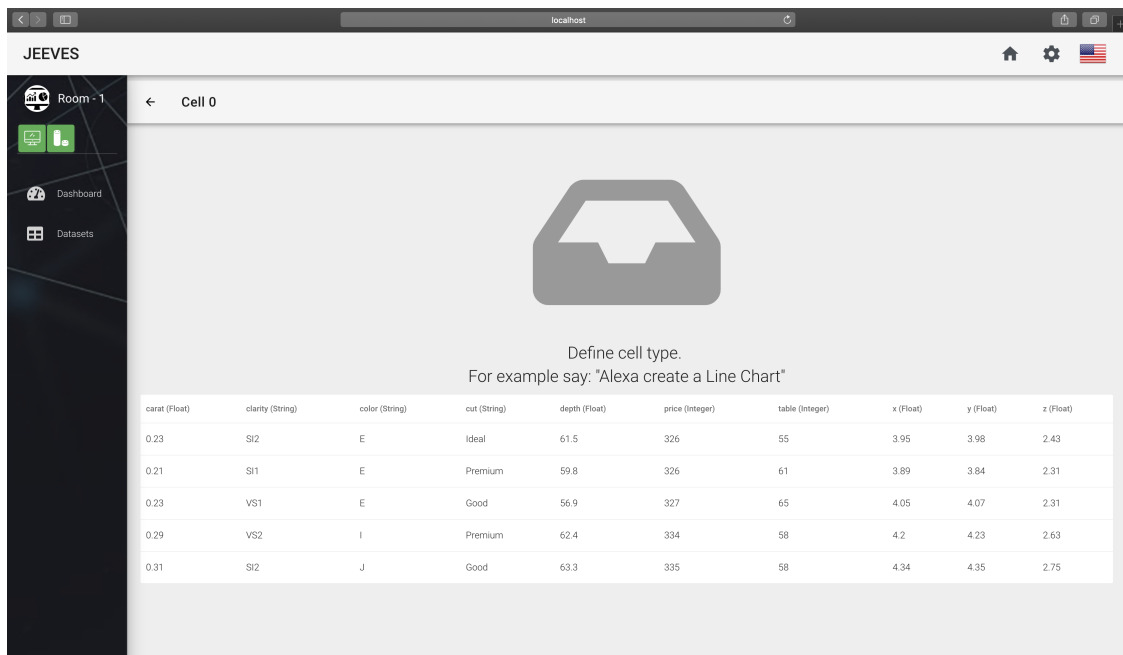 localhost
JEEVES
Room - 1
Cell 0
Dashboard
Datasets
Define cell type.
For example say: "Alexa create a Line Chart"
carat (Float) clarity (String) color (String) cut (String) depth (Float) price (Integer) table (Integer) x (Float) y (Float) z (Float)
0.23 SI2 E Ideal 61.5 326 55 3.95 3.98 2.43
0.21 SI1 E Premium 59.8 326 61 3.89 3.84 2.31
0.23 VS1 E Good 56.9 327 65 4.05 4.07 2.31
0.29 VS2 I Premium 62.4 334 58 4.2 4.23 2.63
0.31 SI2 J Good 63.3 335 58 4.34 4.35 2.75